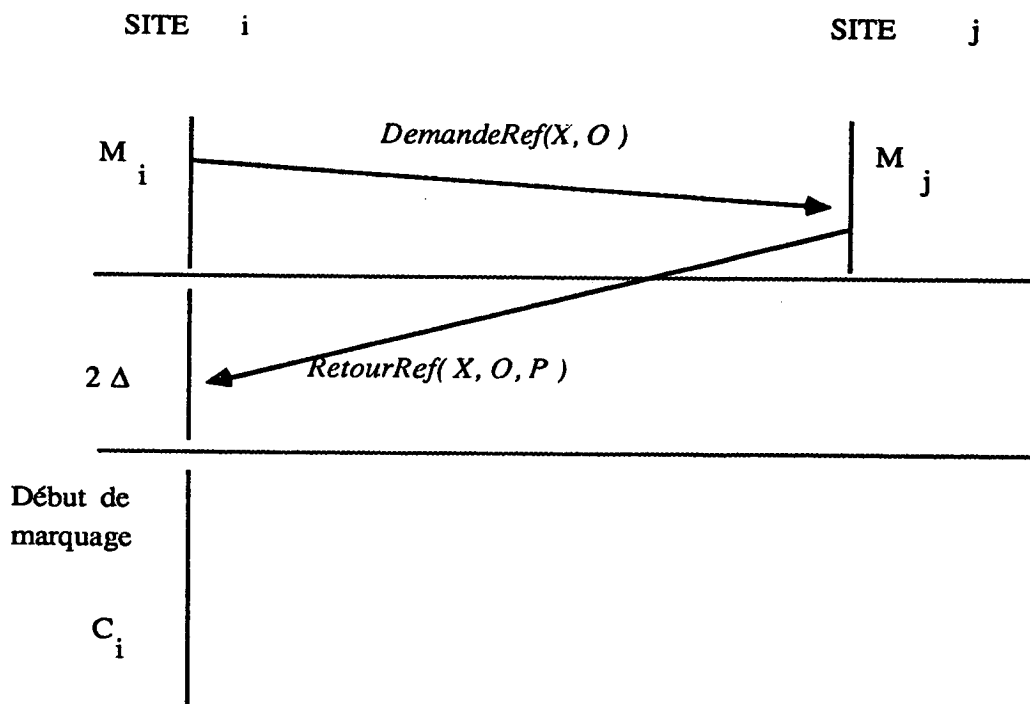 SITE i
SITE j
DemandeRef(X, O )
M i
M j
RetourRef( X, O, P )
2 Δ
Début de
marquage
C i